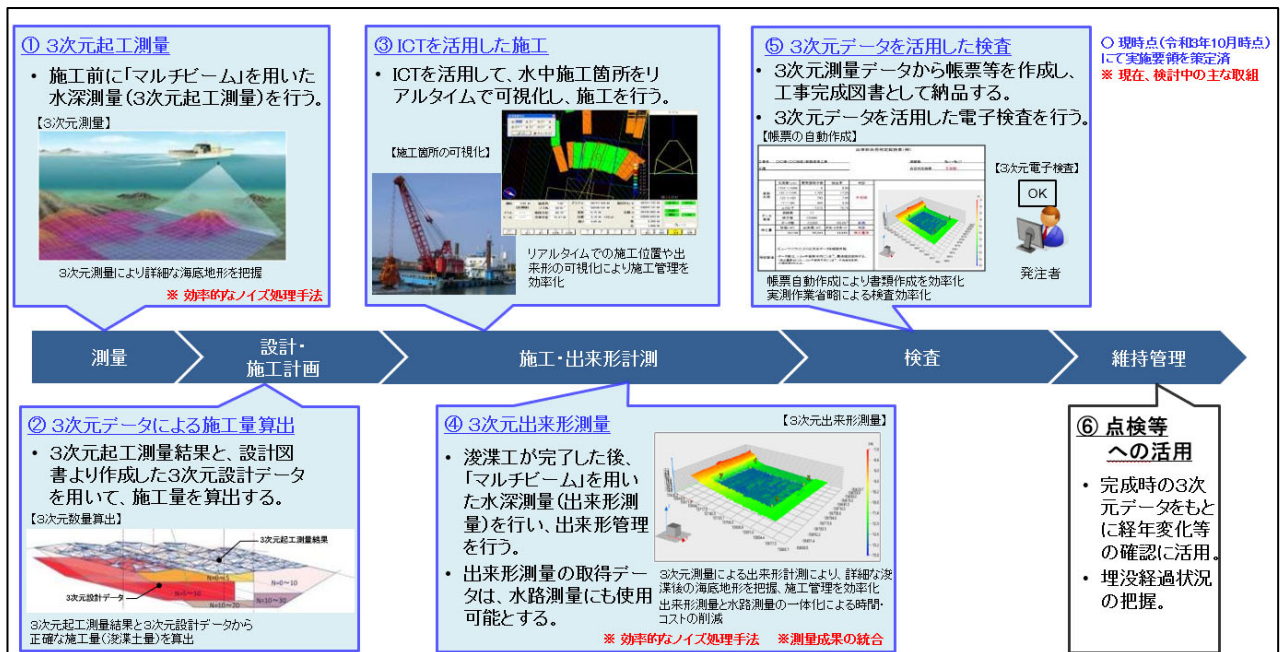 ① 3次元起工測量
• 施工前に「マルチビーム」を用いた
水深測量(3次元起工測量)を行う。
【3次元測量】
3次元測量により詳細な海底地形を把握
※ 効率的なノイズ処理手法
③ ICTを活用した施工
• ICTを活用して、水中施工箇所をリ
アルタイムで可視化し、施工を行う。
【施工箇所の可視化】
リアルタイムでの施工位置や出
来形の可視化により施工管理を
効率化
⑤ 3次元データを活用した検査
• 3次元測量データから帳票等を作成し、
工事完成図書として納品する。
• 3次元データを活用した電子検査を行う。
【帳票の自動作成】
【3次元電子検査】
OK
発注者
帳票自動作成により書類作成を効率化
実測作業省略による検査効率化
○ 現時点(令和3年10月時点)
にて実施要領を策定済
※ 現在、検討中の主な取組
測量
設計・
施工計画
施工・出来形計測
検査
維持管理
② 3次元データによる施工量算出
• 3次元起工測量結果と、設計図
書より作成した3次元設計データ
を用いて、施工量を算出する。
【3次元数量算出】
3次元起工測量結果
3次元設計データ
N=0~5
N=5~10
N=0~10
N=10~20
N=10~30
3次元起工測量結果と3次元設計データから
正確な施工量(浚渫土量)を算出
④ 3次元出来形測量
• 浚渫工が完了した後、
「マルチビーム」を用い
た水深測量(出来形測
量)を行い、出来形管理
を行う。
• 出来形測量の取得デー
タは、水路測量にも使用
可能とする。
【3次元出来形測量】
3次元測量による出来形計測により、詳細な浚
渫後の海底地形を把握、施工管理を効率化
出来形測量と水路測量の一体化による時間・
コストの削減
※ 効率的なノイズ処理手法 ※測量成果の統合
⑥ 点検等
への活用
• 完成時の3次
元データをもと
に経年変化等
の確認に活用。
• 埋没経過状況
の把握。